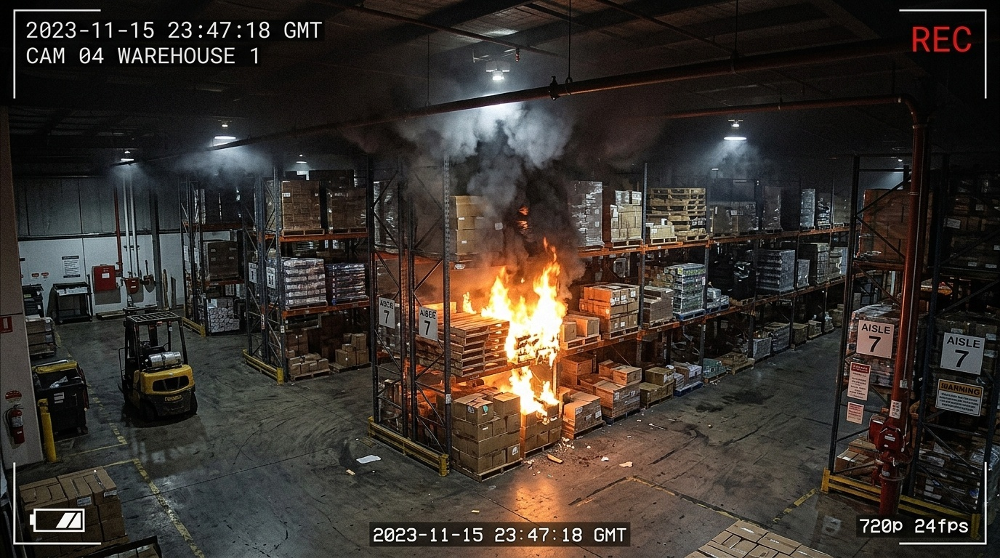 2023-11-15 23:47:18 GMT
CAM 04 WAREHOUSE 1
REC
ABCE
7
AIBEE
7
AISLE
7
AISLE
7
WARNING
2023-11-15 23:47:18 GMT
720p 24fps